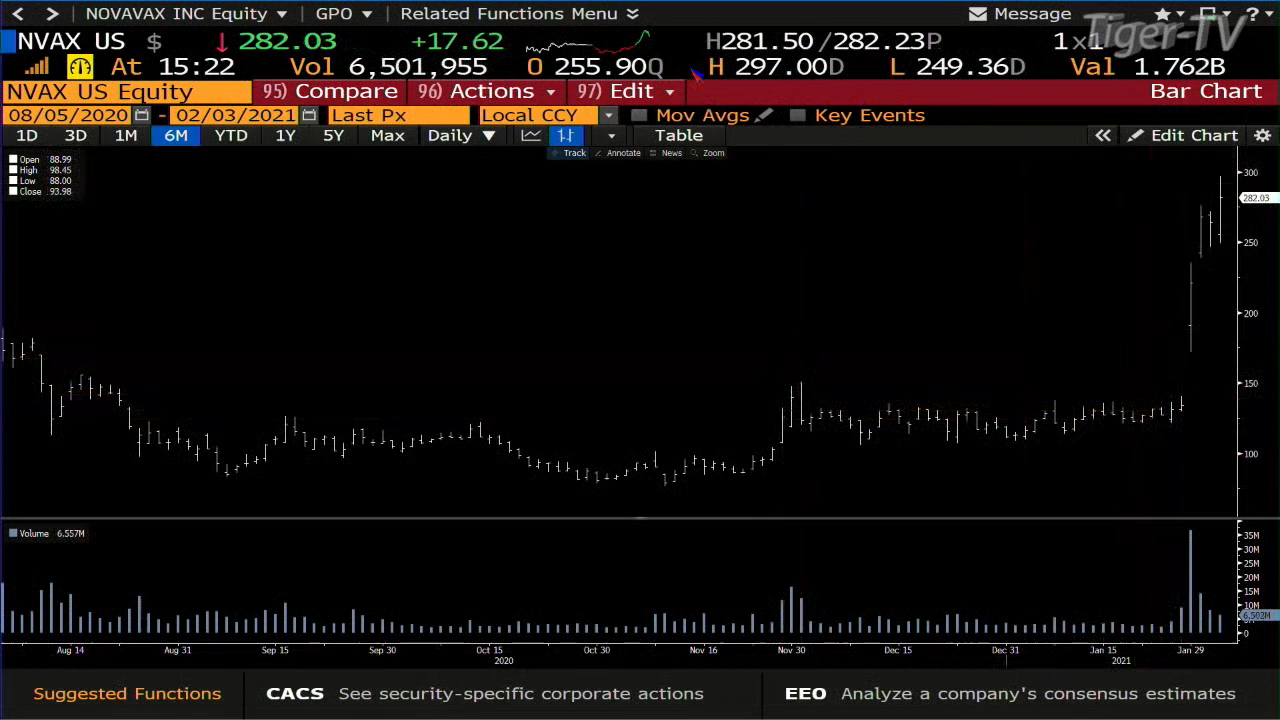 < > NOVAVAX INC Equity GPO Related Functions Menu Message ?
NVAX US $ ↓ 282.03 +17.62 H281.50 /282.23P 1 x1 Tiger-TV
At 15:22 Vol 6,501,955 O 255.90Q H 297.00D L 249.36D Val 1.762B
NVAX US Equity 95) Compare 96) Actions 97) Edit Bar Chart
08/05/2020 - 02/03/2021 Last Px Local CCY Mov Avgs Key Events
1D 3D 1M 6M YTD 1Y 5Y Max Daily ▼ Table « Edit Chart
Track Annotate News Zoom
Open 88.99
High 98.45
Low 88.00
Close 93.98
300
282.03
250
200
150
100
Volume 6.557M
35M
30M
25M
20M
15M
10M
6.502M
0
Aug 14 Aug 31 Sep 15 Sep 30 Oct 15 Oct 30 Nov 16 Nov 30 Dec 15 Dec 31 Jan 15 Jan 29
2020 2021
Suggested Functions CACS See security-specific corporate actions EEO Analyze a company's consensus estimates